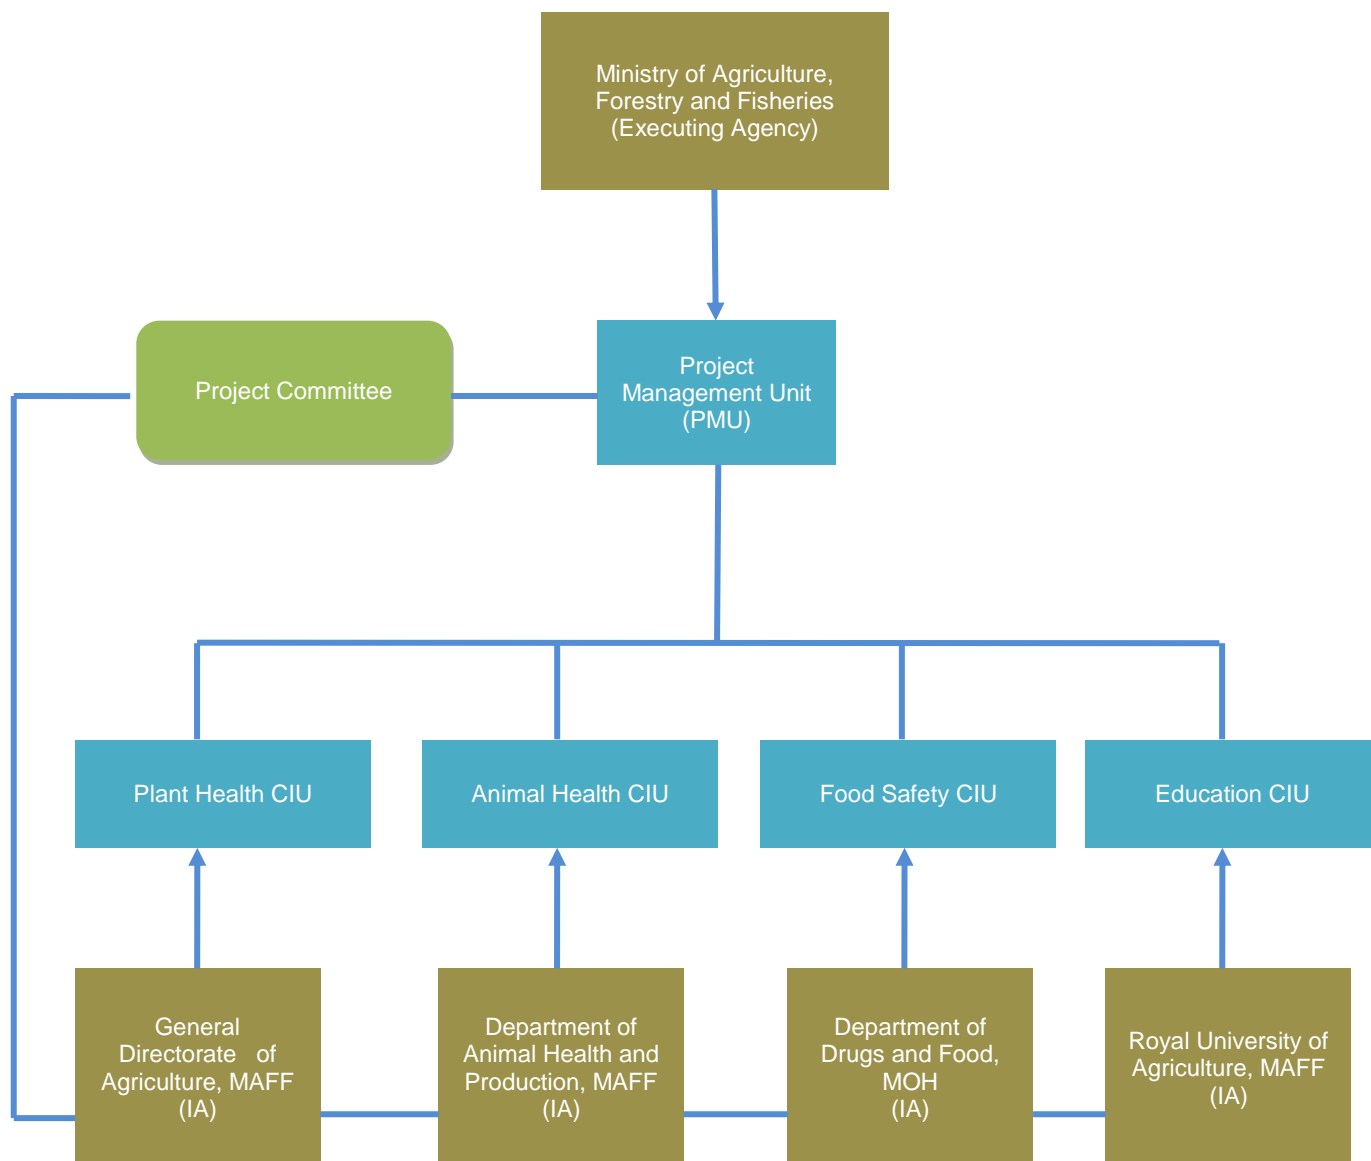 Ministry of Agriculture,
Forestry and Fisheries
(Executing Agency)
Project Committee
Project
Management Unit
(PMU)
Plant Health CIU
Animal Health CIU
Food Safety CIU
Education CIU
General
Directorate of
Agriculture, MAFF
(IA)
Department of
Animal Health and
Production, MAFF
(IA)
Department of
Drugs and Food,
MOH
(IA)
Royal University of
Agriculture, MAFF
(IA)